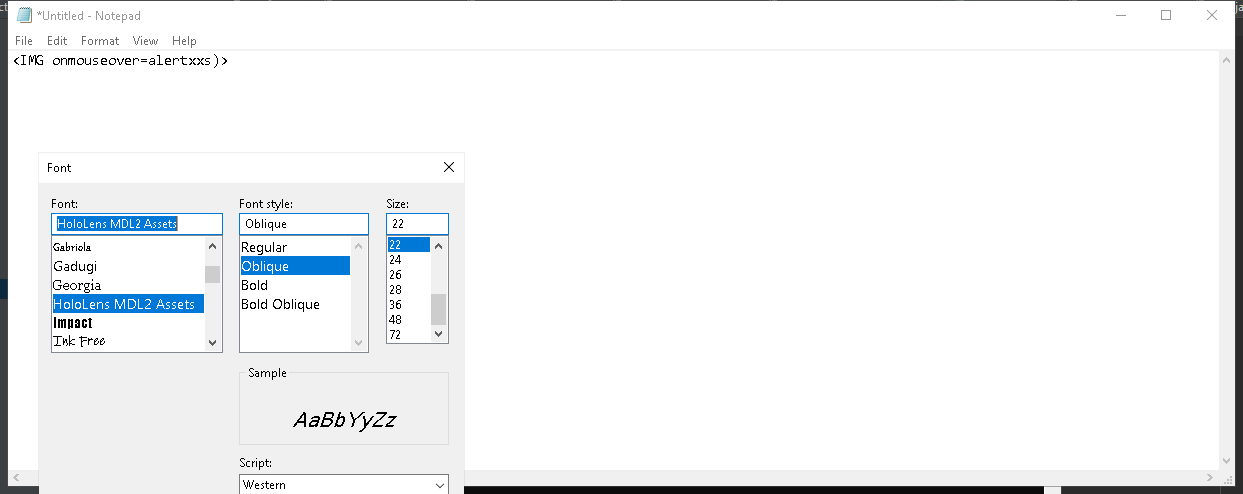 *Untitled - Notepad
File Edit Format View Help
<IMG onmouseover=alertxxs)>
Font
Font: Font style: Size:
HoloLens MDL2 Assets Oblique 22
Gabriola Regular 22
Gadugi Oblique 24
Georgia Bold 26
HoloLens MDL2 Assets Bold Oblique 28
Impact 36
Ink Free 48
72
Sample
AaBbYyZz
Script:
Western